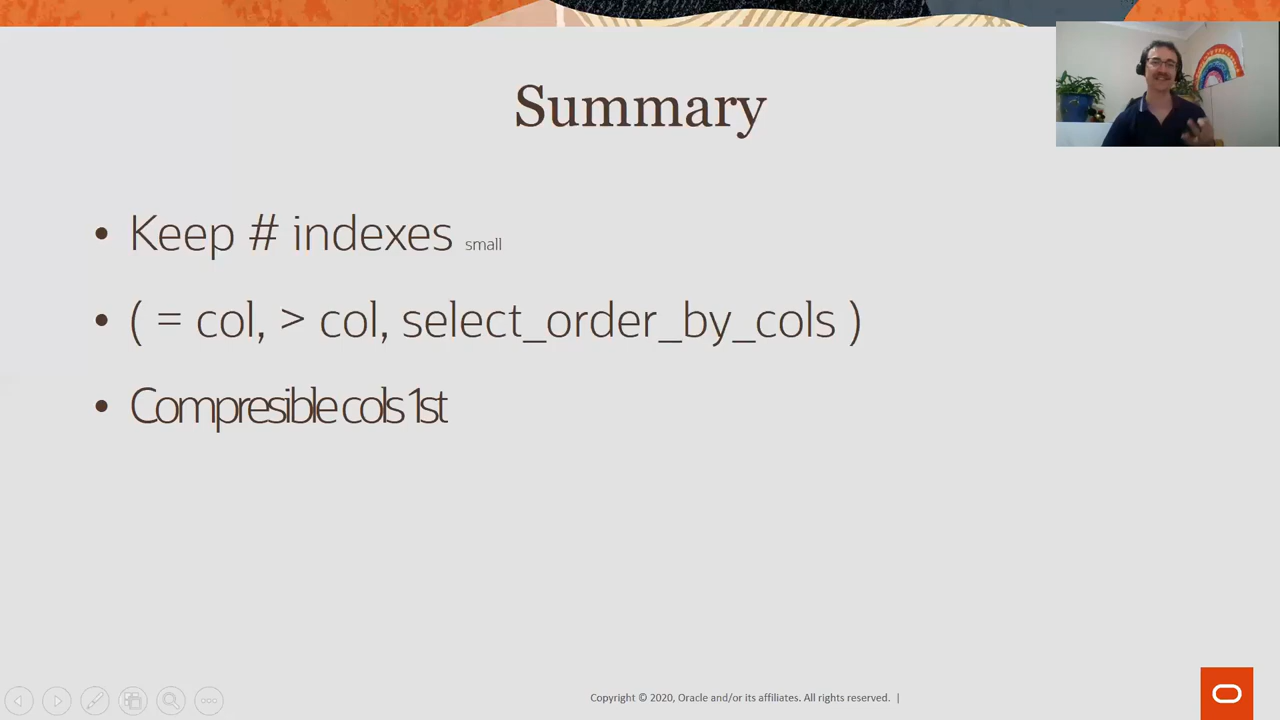 Summary
• Keep # indexes small
• ( = col, > col, select_order_by_cols )
• Compresible cols 1st
Copyright © 2020, Oracle and/or its affiliates. All rights reserved. |